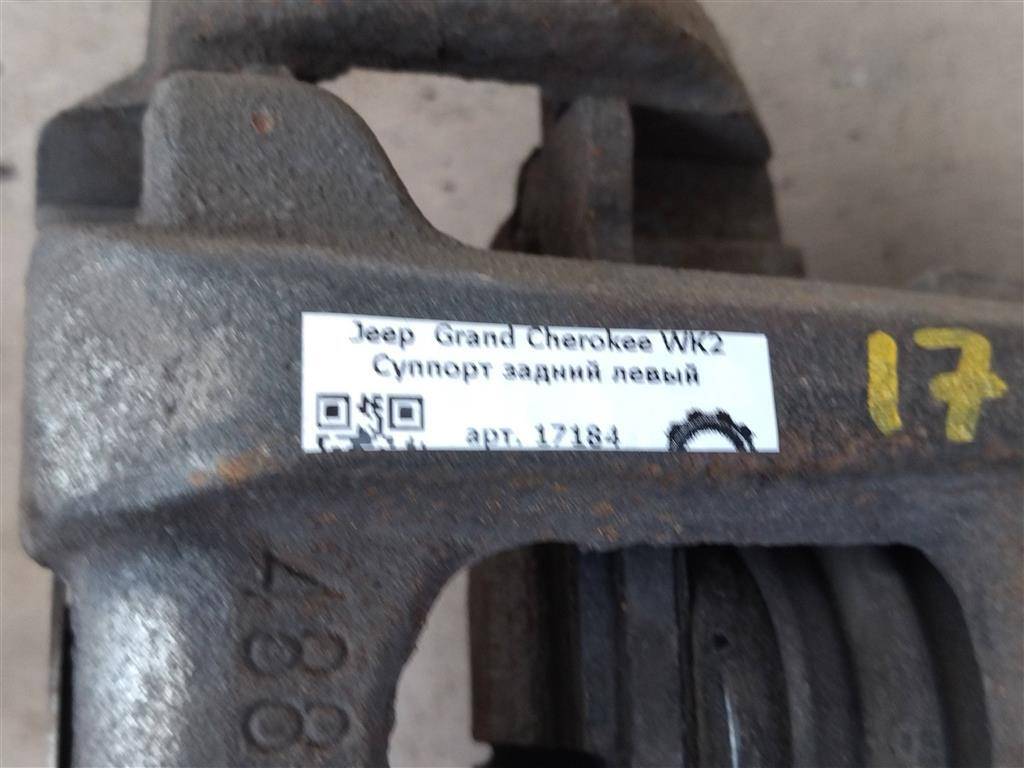 Jeep Grand Cherokee WK2
Суппорт задний левый
арт. 17184
17